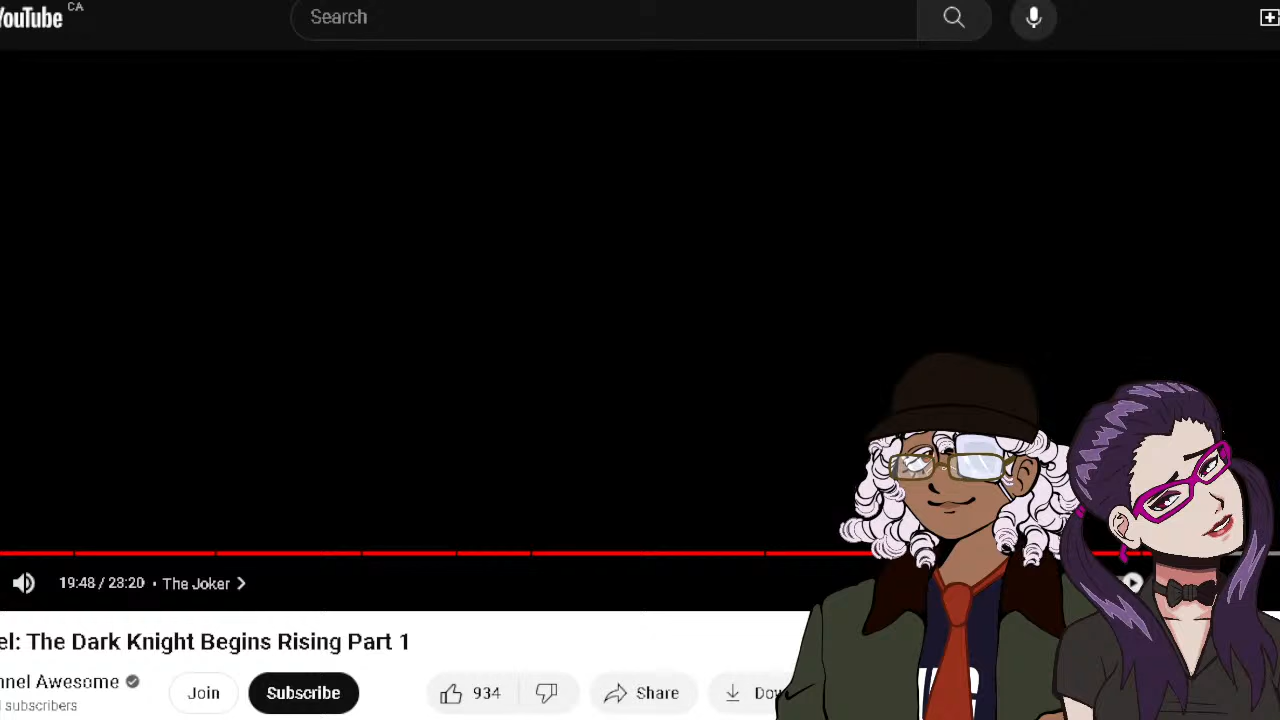 YouTube CA
Search
19:48 / 23:20 • The Joker
el: The Dark Knight Begins Rising Part 1
nnel Awesome
Join
Subscribe
934
Share
Dow
subscribers